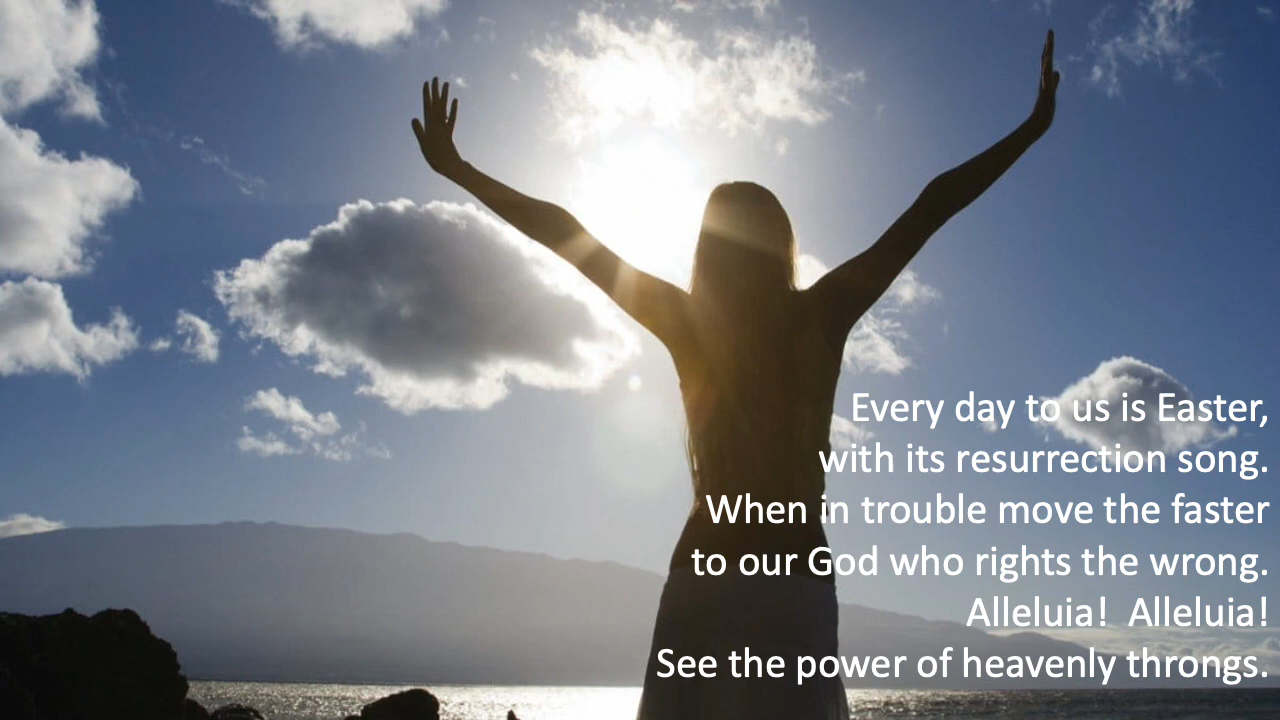 Every day to us is Easter,
with its resurrection song.
When in trouble move the faster
to our God who rights the wrong.
Alleluia!  Alleluia!
See the power of heavenly throngs.